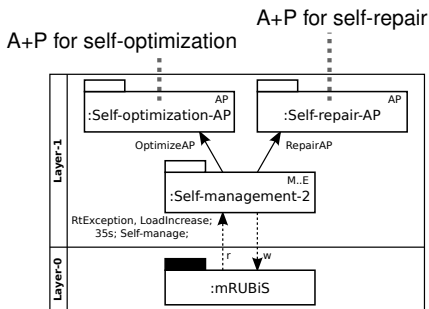 A+P for self-repair
A+P for self-optimization
AP
:Self-optimization-AP
AP
:Self-repair-AP
OptimizeAP
RepairAP
Layer-1
M..E
:Self-management-2
RtException, LoadIncrease;
35s; Self-manage;
r
w
Layer-0
:mRUBiS